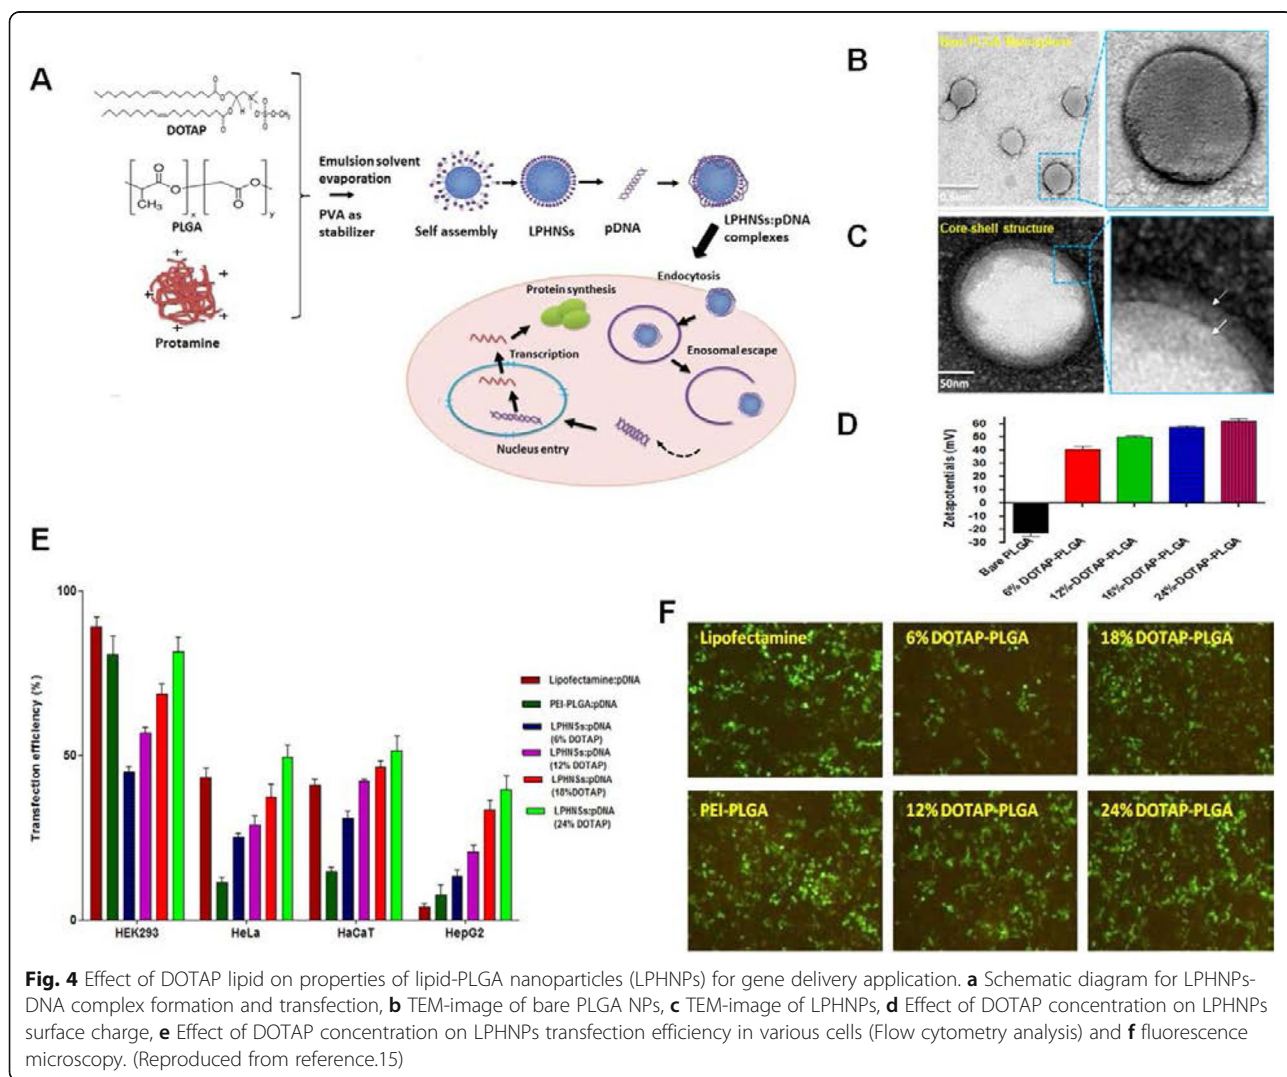 A
DOTAP
PLGA
CH₃
x
y
Protamine
Emulsion solvent
evaporation
PVA as
stabilizer
Self assembly
LPHNSs
pDNA
LPHNSs:pDNA
complexes
Endocytosis
Protein synthesis
Transcription
Enosomal escape
Nucleus entry
B
C
Core-shell structure
50nm
D
Zetapotentials (mV)
60
50
40
30
20
10
0
-10
-20
-30
Bare PLGA
6% DOTAP-PLGA
12%-DOTAP-PLGA
16%-DOTAP-PLGA
24%-DOTAP-PLGA
E
Transfection efficiency (%)
100
50
0
HEK293
HeLa
HaCaT
HepG2
Lipofectamine:pDNA
PEI-PLGA:pDNA
LPHNSs:pDNA
(6% DOTAP)
LPHNSs:pDNA
(12% DOTAP)
LPHNSs:pDNA
(18%DOTAP)
LPHNSs:pDNA
(24% DOTAP)
F
Lipofectamine
6% DOTAP-PLGA
18% DOTAP-PLGA
PEI-PLGA
12% DOTAP-PLGA
24% DOTAP-PLGA
Fig. 4 Effect of DOTAP lipid on properties of lipid-PLGA nanoparticles (LPHNPs) for gene delivery application. a Schematic diagram for LPHNPs-
DNA complex formation and transfection, b TEM-image of bare PLGA NPs, c TEM-image of LPHNPs, d Effect of DOTAP concentration on LPHNPs
surface charge, e Effect of DOTAP concentration on LPHNPs transfection efficiency in various cells (Flow cytometry analysis) and f fluorescence
microscopy. (Reproduced from reference.15)